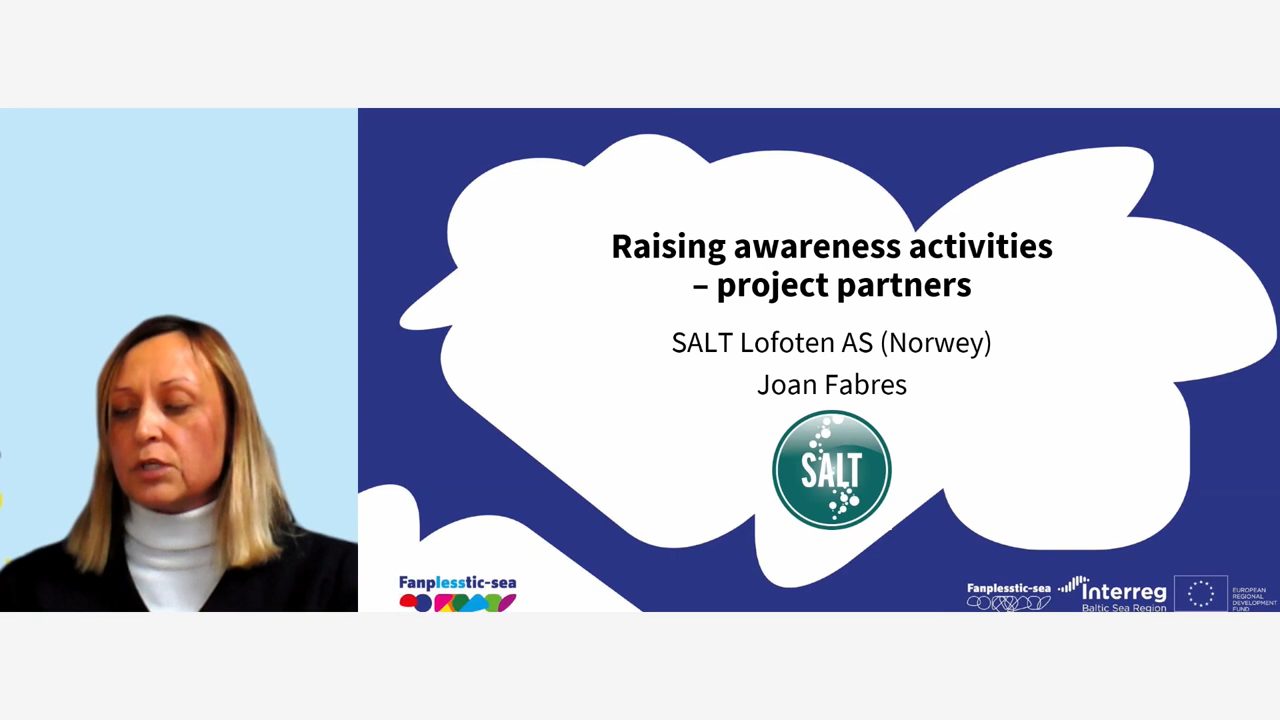 Raising awareness activities
– project partners
SALT Lofoten AS (Norwey)
Joan Fabres
SALT
Fanplesstic-sea
Fanplesstic-sea
Interreg
Baltic Sea Region
EUROPEAN
REGIONAL
DEVELOPMENT
FUND